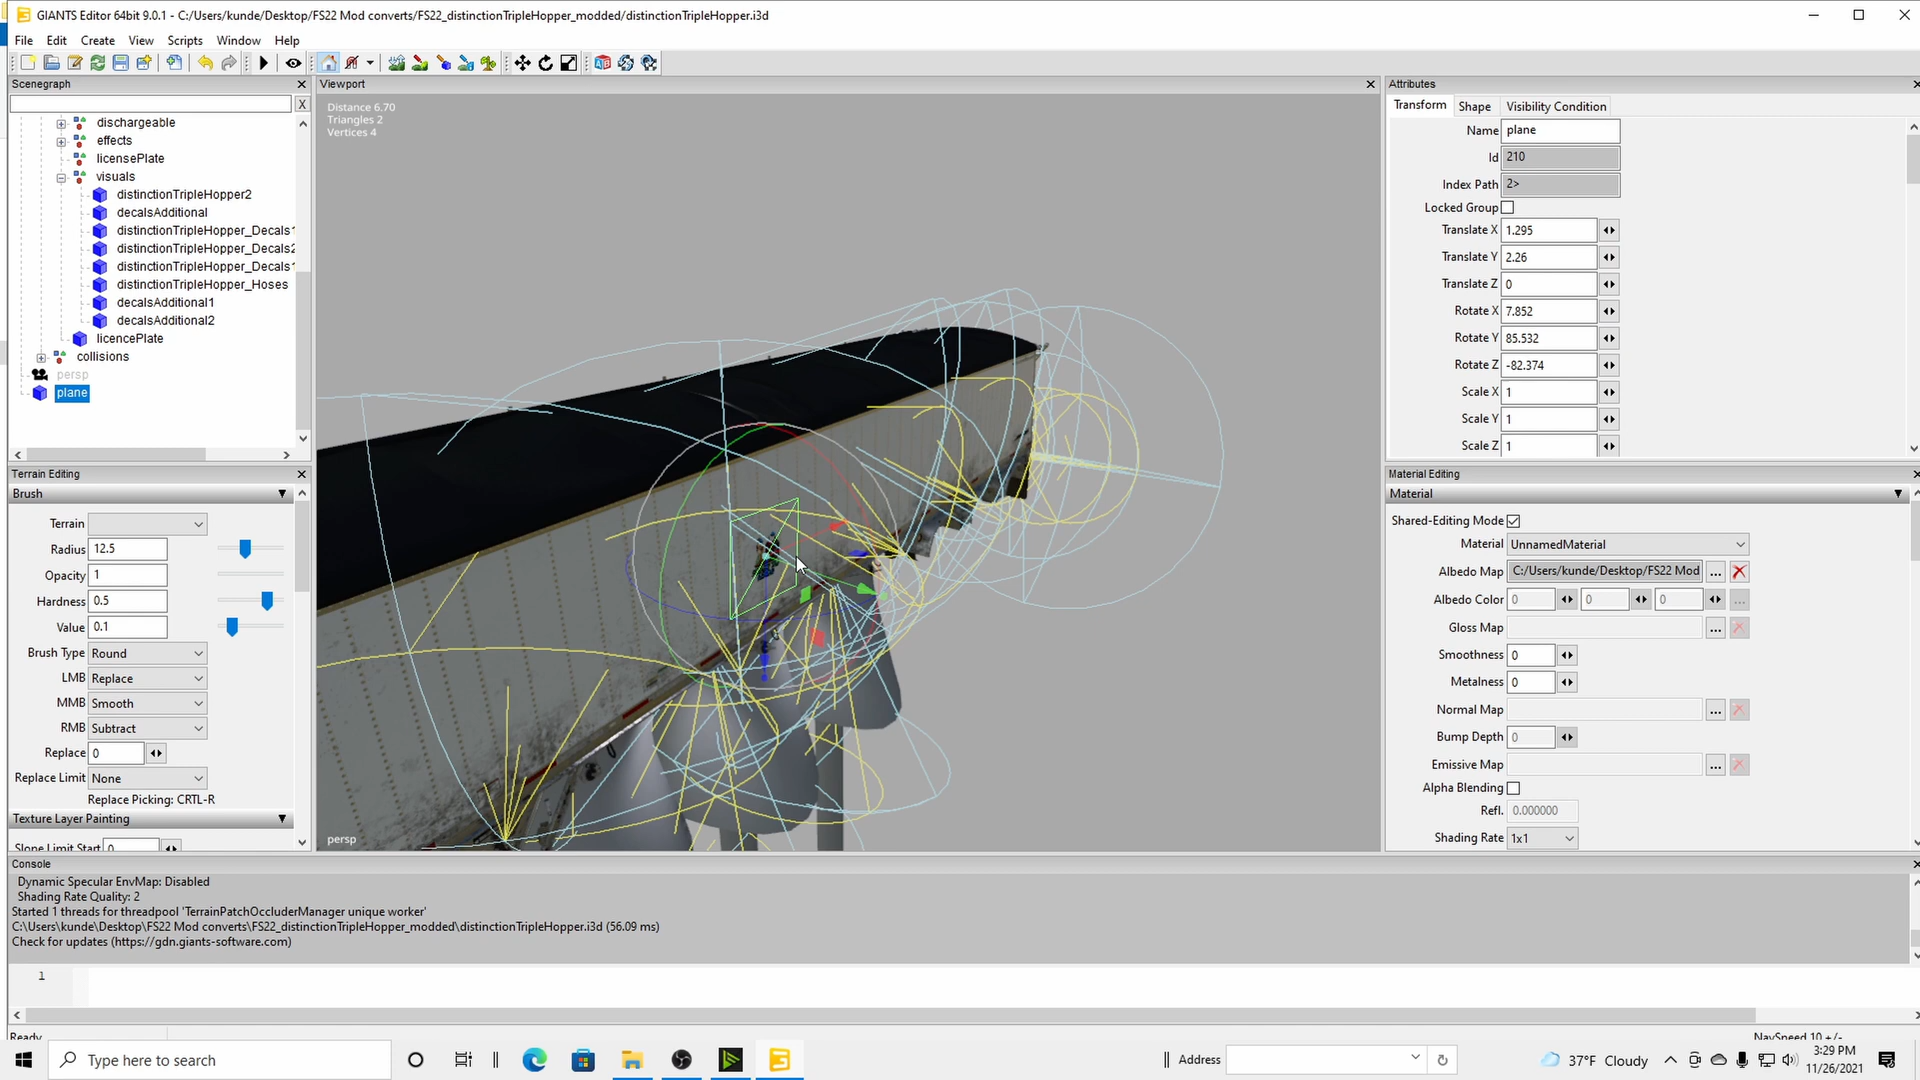 GIANTS Editor 64bit 9.0.1 - C:/Users/kunde/Desktop/FS22 Mod converts/FS22_distinctionTripleHopper_modded/distinctionTripleHopper.i3d
File Edit Create View Scripts Window Help
Scenegraph
X
dischargeable
effects
licensePlate
visuals
distinctionTripleHopper2
decalsAdditional
distinctionTripleHopper_Decals1
distinctionTripleHopper_Decals2
distinctionTripleHopper_Decals1
distinctionTripleHopper_Hoses
decalsAdditional1
decalsAdditional2
licencePlate
collisions
persp
plane
Terrain Editing
Brush
Terrain
Radius 12.5
Opacity 1
Hardness 0.5
Value 0.1
Brush Type Round
LMB Replace
MMB Smooth
RMB Subtract
Replace 0
Replace Limit None
Replace Picking: CRTL-R
Texture Layer Painting
Slope Limit Start 0
Viewport
Distance 6.70
Triangles 2
Vertices 4
persp
Attributes
Transform Shape Visibility Condition
Name plane
Id 210
Index Path 2>
Locked Group
Translate X 1.295
Translate Y 2.26
Translate Z 0
Rotate X 7.852
Rotate Y 85.532
Rotate Z -82.374
Scale X 1
Scale Y 1
Scale Z 1
Material Editing
Material
Shared-Editing Mode
Material UnnamedMaterial
Albedo Map C:/Users/kunde/Desktop/FS22 Mod ...
Albedo Color 0 0 0 ...
Gloss Map ...
Smoothness 0
Metalness 0
Normal Map ...
Bump Depth 0
Emissive Map ...
Alpha Blending
Refl. 0.000000
Shading Rate 1x1
Console
Dynamic Specular EnvMap: Disabled
Shading Rate Quality: 2
Started 1 threads for threadpool 'TerrainPatchOccluderManager unique worker'
C:\Users\kunde\Desktop\FS22 Mod converts\FS22_distinctionTripleHopper_modded\distinctionTripleHopper.i3d (56.09 ms)
Check for updates (https://gdn.giants-software.com)
1
Ready
NavSpeed 10 +/-
Type here to search
Address
37°F Cloudy
3:29 PM
11/26/2021